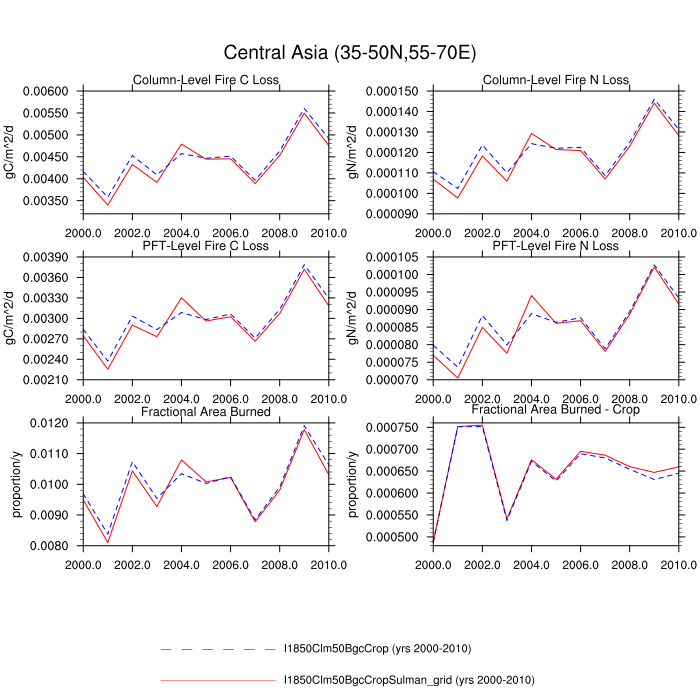 Central Asia (35-50N,55-70E)
Column-Level Fire C Loss
gC/m^2/d
0.00600
0.00550
0.00500
0.00450
0.00400
0.00350
2000.0 2002.0 2004.0 2006.0 2008.0 2010.0
Column-Level Fire N Loss
gN/m^2/d
0.000150
0.000140
0.000130
0.000120
0.000110
0.000100
0.000090
2000.0 2002.0 2004.0 2006.0 2008.0 2010.0
PFT-Level Fire C Loss
gC/m^2/d
0.00390
0.00360
0.00330
0.00300
0.00270
0.00240
0.00210
2000.0 2002.0 2004.0 2006.0 2008.0 2010.0
PFT-Level Fire N Loss
gN/m^2/d
0.000105
0.000100
0.000095
0.000090
0.000085
0.000080
0.000075
0.000070
2000.0 2002.0 2004.0 2006.0 2008.0 2010.0
Fractional Area Burned
proportion/y
0.0120
0.0110
0.0100
0.0090
0.0080
2000.0 2002.0 2004.0 2006.0 2008.0 2010.0
Fractional Area Burned - Crop
proportion/y
0.000750
0.000700
0.000650
0.000600
0.000550
0.000500
2000.0 2002.0 2004.0 2006.0 2008.0 2010.0
I1850Clm50BgcCrop (yrs 2000-2010)
I1850Clm50BgcCropSulman_grid (yrs 2000-2010)